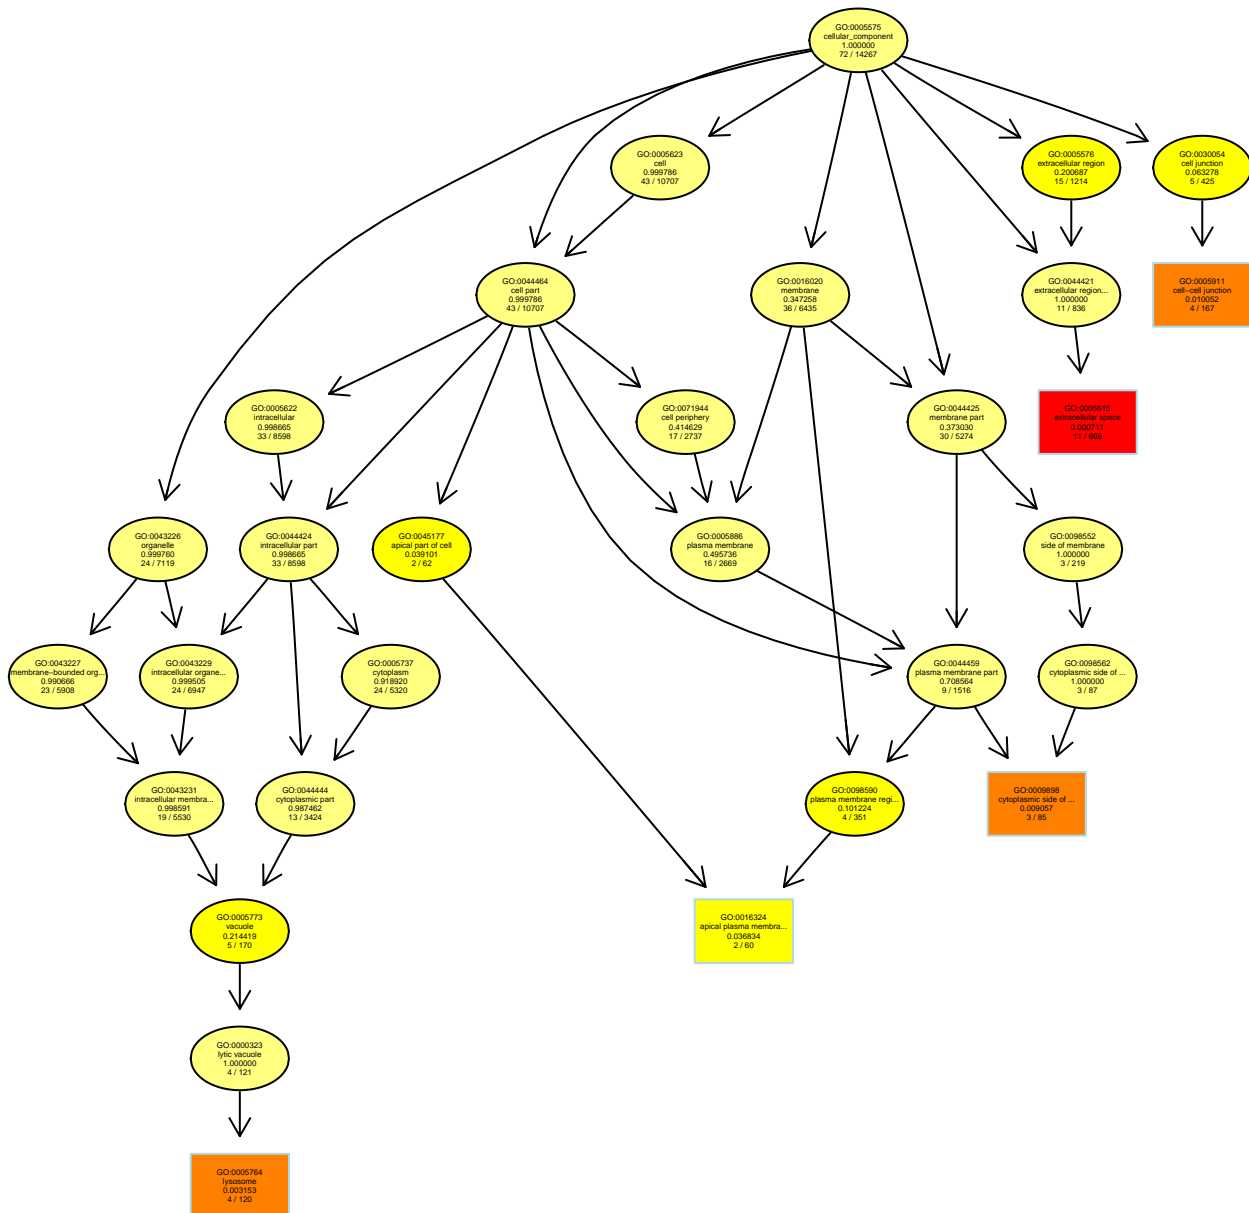 GO:0005575
cellular_component
1.000000
72 / 14267
GO:0005623
cell
0.999786
43 / 10707
GO:0005576
extracellular region
0.200687
15 / 1214
GO:0030054
cell junction
0.063278
5 / 425
GO:0044464
cell part
0.999786
43 / 10707
GO:0016020
membrane
0.347258
36 / 6435
GO:0044421
extracellular region...
1.000000
11 / 836
GO:0005911
cell−cell junction
0.010052
4 / 167
GO:0005622
intracellular
0.998665
33 / 8598
GO:0071944
cell periphery
0.414629
17 / 2737
GO:0044425
membrane part
0.373030
30 / 5274
GO:0005615
extracellular space
0.000711
11 / 699
GO:0043226
organelle
0.999760
24 / 7119
GO:0044424
intracellular part
0.998665
33 / 8598
GO:0045177
apical part of cell
0.039101
2 / 62
GO:0005886
plasma membrane
0.495736
16 / 2669
GO:0098552
side of membrane
1.000000
3 / 219
GO:0043227
membrane−bounded org...
0.990666
23 / 5908
GO:0043229
intracellular organe...
0.999505
24 / 6947
GO:0005737
cytoplasm
0.918920
24 / 5320
GO:0044459
plasma membrane part
0.708564
9 / 1516
GO:0098562
cytoplasmic side of ...
1.000000
3 / 87
GO:0043231
intracellular membra...
0.998591
19 / 5530
GO:0044444
cytoplasmic part
0.987462
13 / 3424
GO:0098590
plasma membrane regi...
0.101224
4 / 351
GO:0009898
cytoplasmic side of ...
0.009057
3 / 85
GO:0005773
vacuole
0.214419
5 / 170
GO:0016324
apical plasma membra...
0.036834
2 / 60
GO:0000323
lytic vacuole
1.000000
4 / 121
GO:0005764
lysosome
0.003153
4 / 120